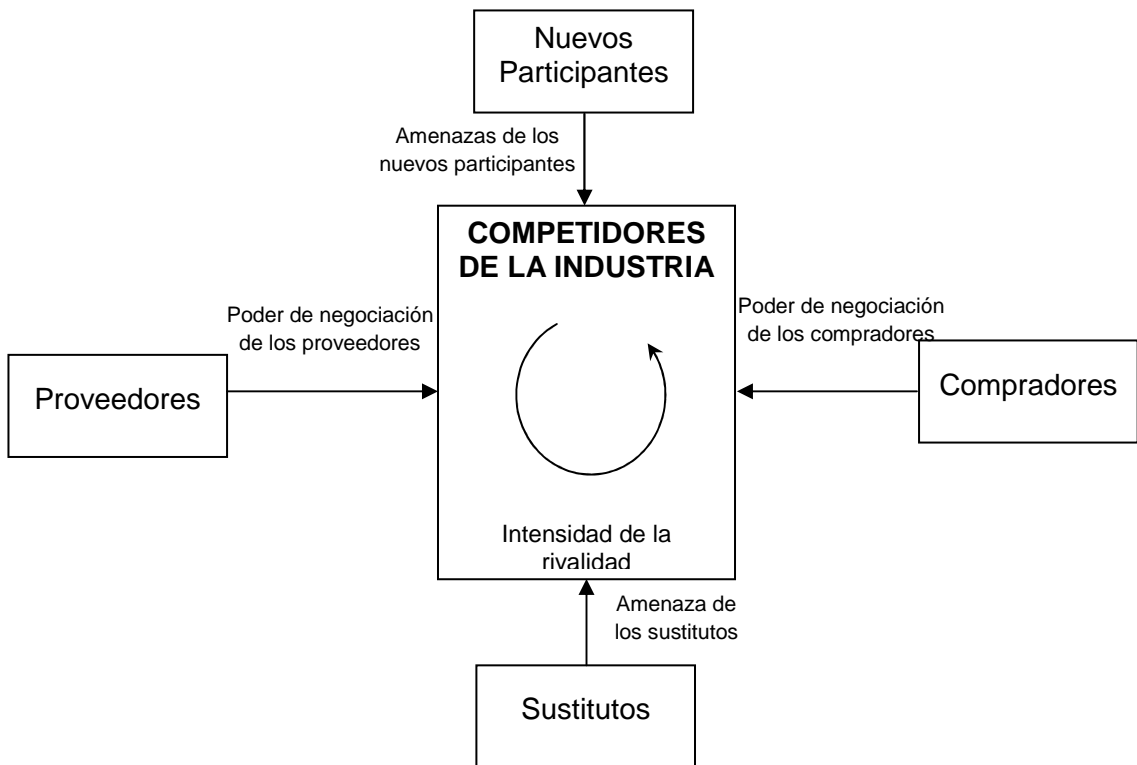 Nuevos
Participantes
Amenazas de los
nuevos participantes
COMPETIDORES
DE LA INDUSTRIA
Poder de negociación
de los proveedores
Poder de negociación
de los compradores
Proveedores
Compradores
Intensidad de la
rivalidad
Amenaza de
los sustitutos
Sustitutos